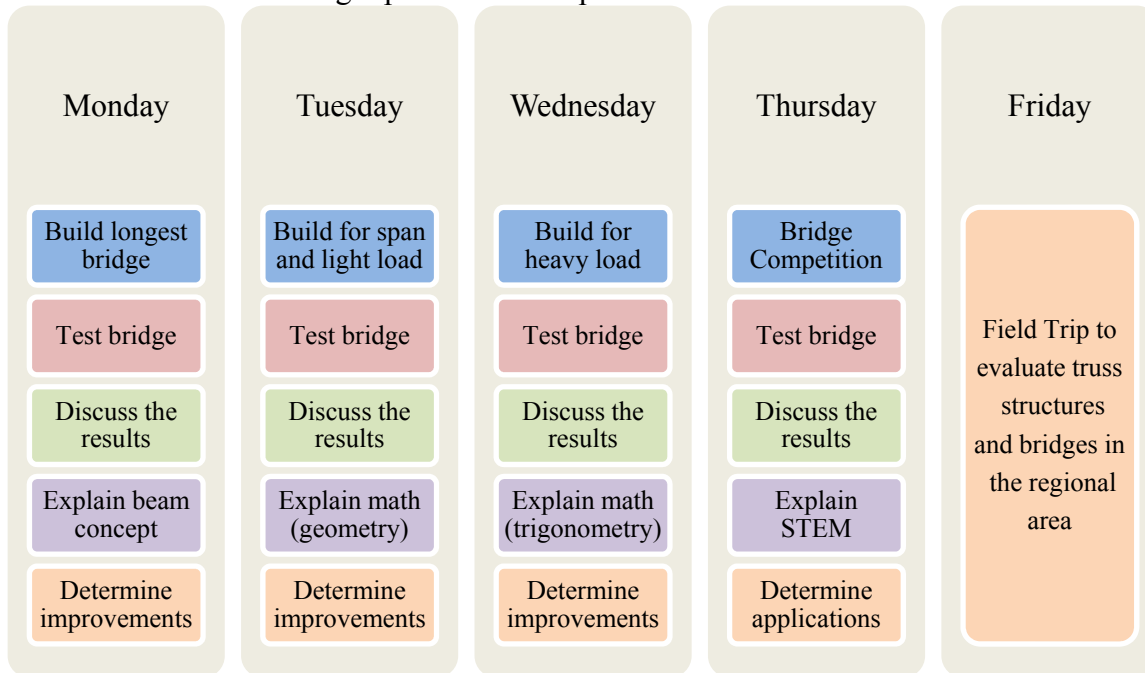 Monday
Build longest
bridge
Test bridge
Discuss the
results
Explain beam
concept
Determine
improvements
Tuesday
Build for span
and light load
Test bridge
Discuss the
results
Explain math
(geometry)
Determine
improvements
Wednesday
Build for
heavy load
Test bridge
Discuss the
results
Explain math
(trigonometry)
Determine
improvements
Thursday
Bridge
Competition
Test bridge
Discuss the
results
Explain
STEM
Determine
applications
Friday
Field Trip to
evaluate truss
structures
and bridges in
the regional
area